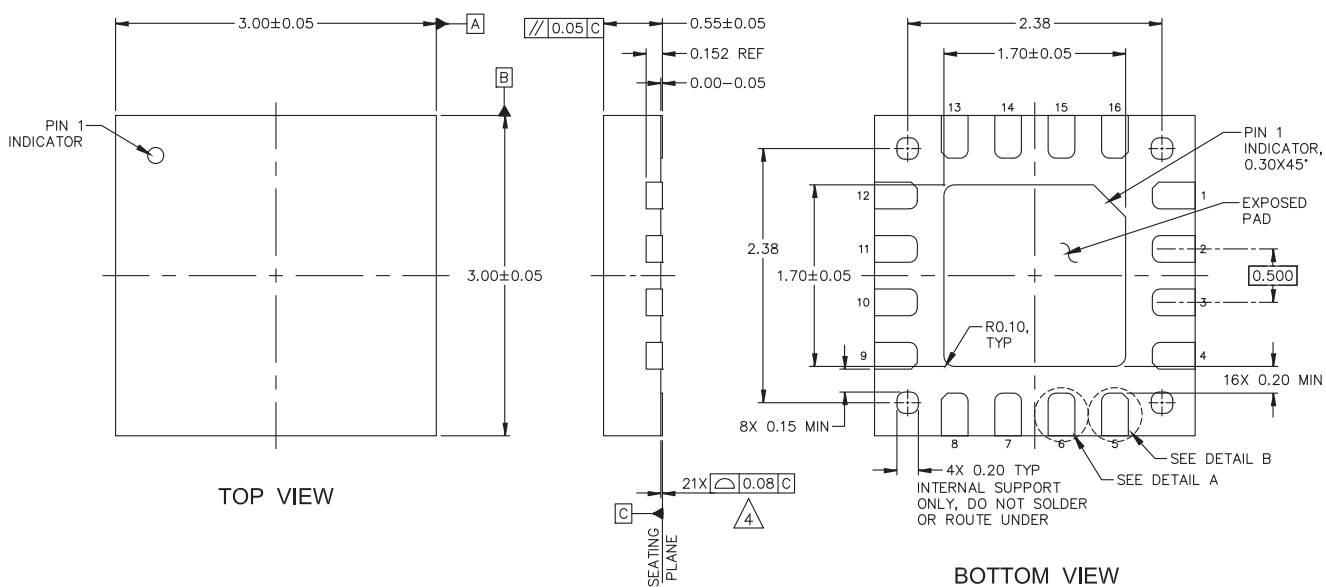 3.00±0.05
A
B
PIN 1
INDICATOR
3.00±0.05
TOP VIEW
// 0.05 C
0.55±0.05
0.152 REF
0.00-0.05
21X ⌓ 0.08 C
4
C
SEATING
PLANE
2.38
1.70±0.05
13
14
15
16
PIN 1
INDICATOR,
0.30X45°
12
1
EXPOSED
PAD
2.38
11
2
1.70±0.05
0.500
10
3
R0.10,
TYP
9
4
16X 0.20 MIN
8X 0.15 MIN
8
7
6
5
SEE DETAIL B
4X 0.20 TYP
INTERNAL SUPPORT
ONLY, DO NOT SOLDER
OR ROUTE UNDER
SEE DETAIL A
BOTTOM VIEW